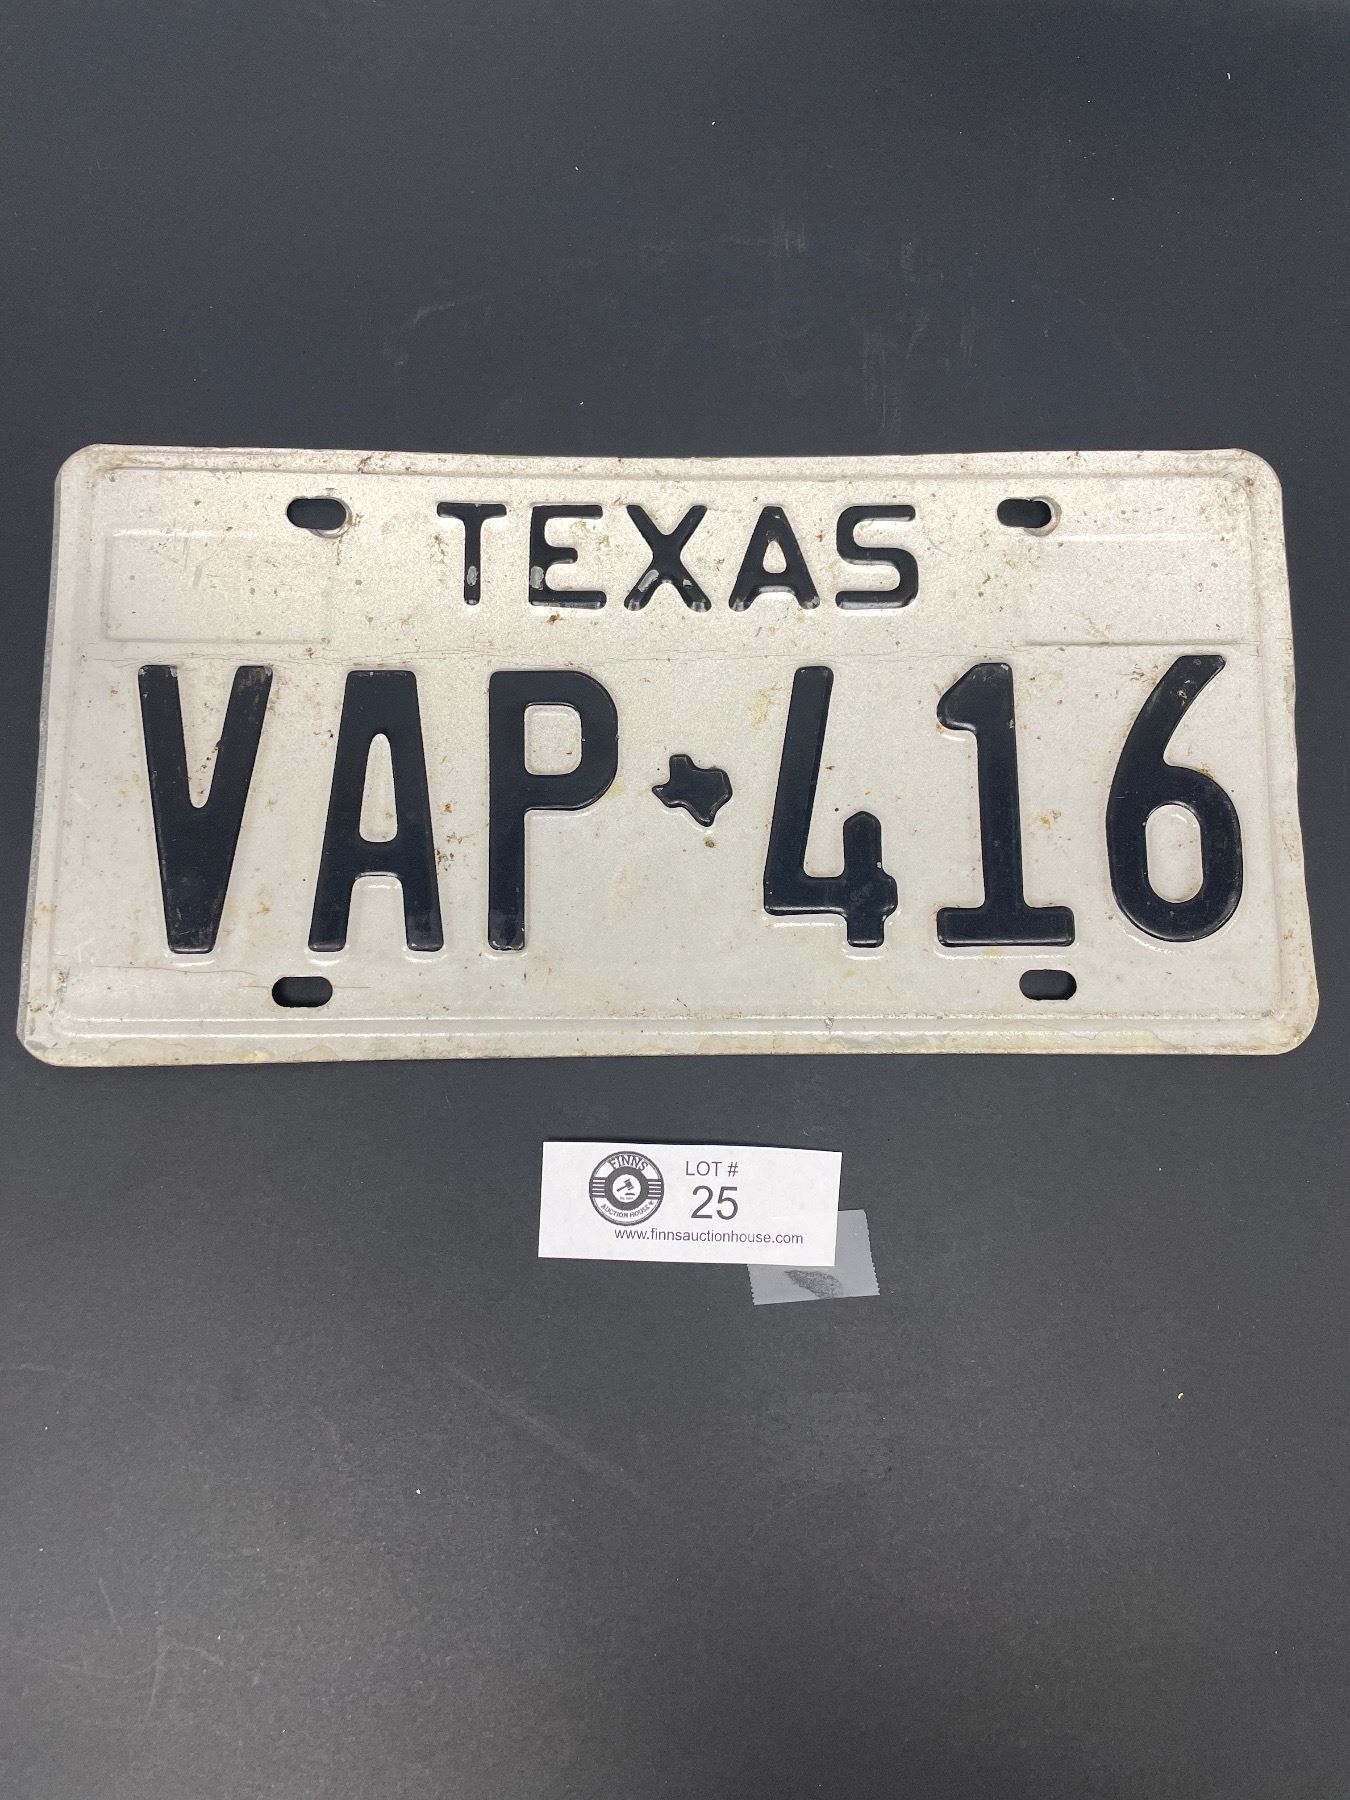 TEXAS
VAP 416
FINNS
AUCTION HOUSE
LOT #
25
www.finnsauctionhouse.com